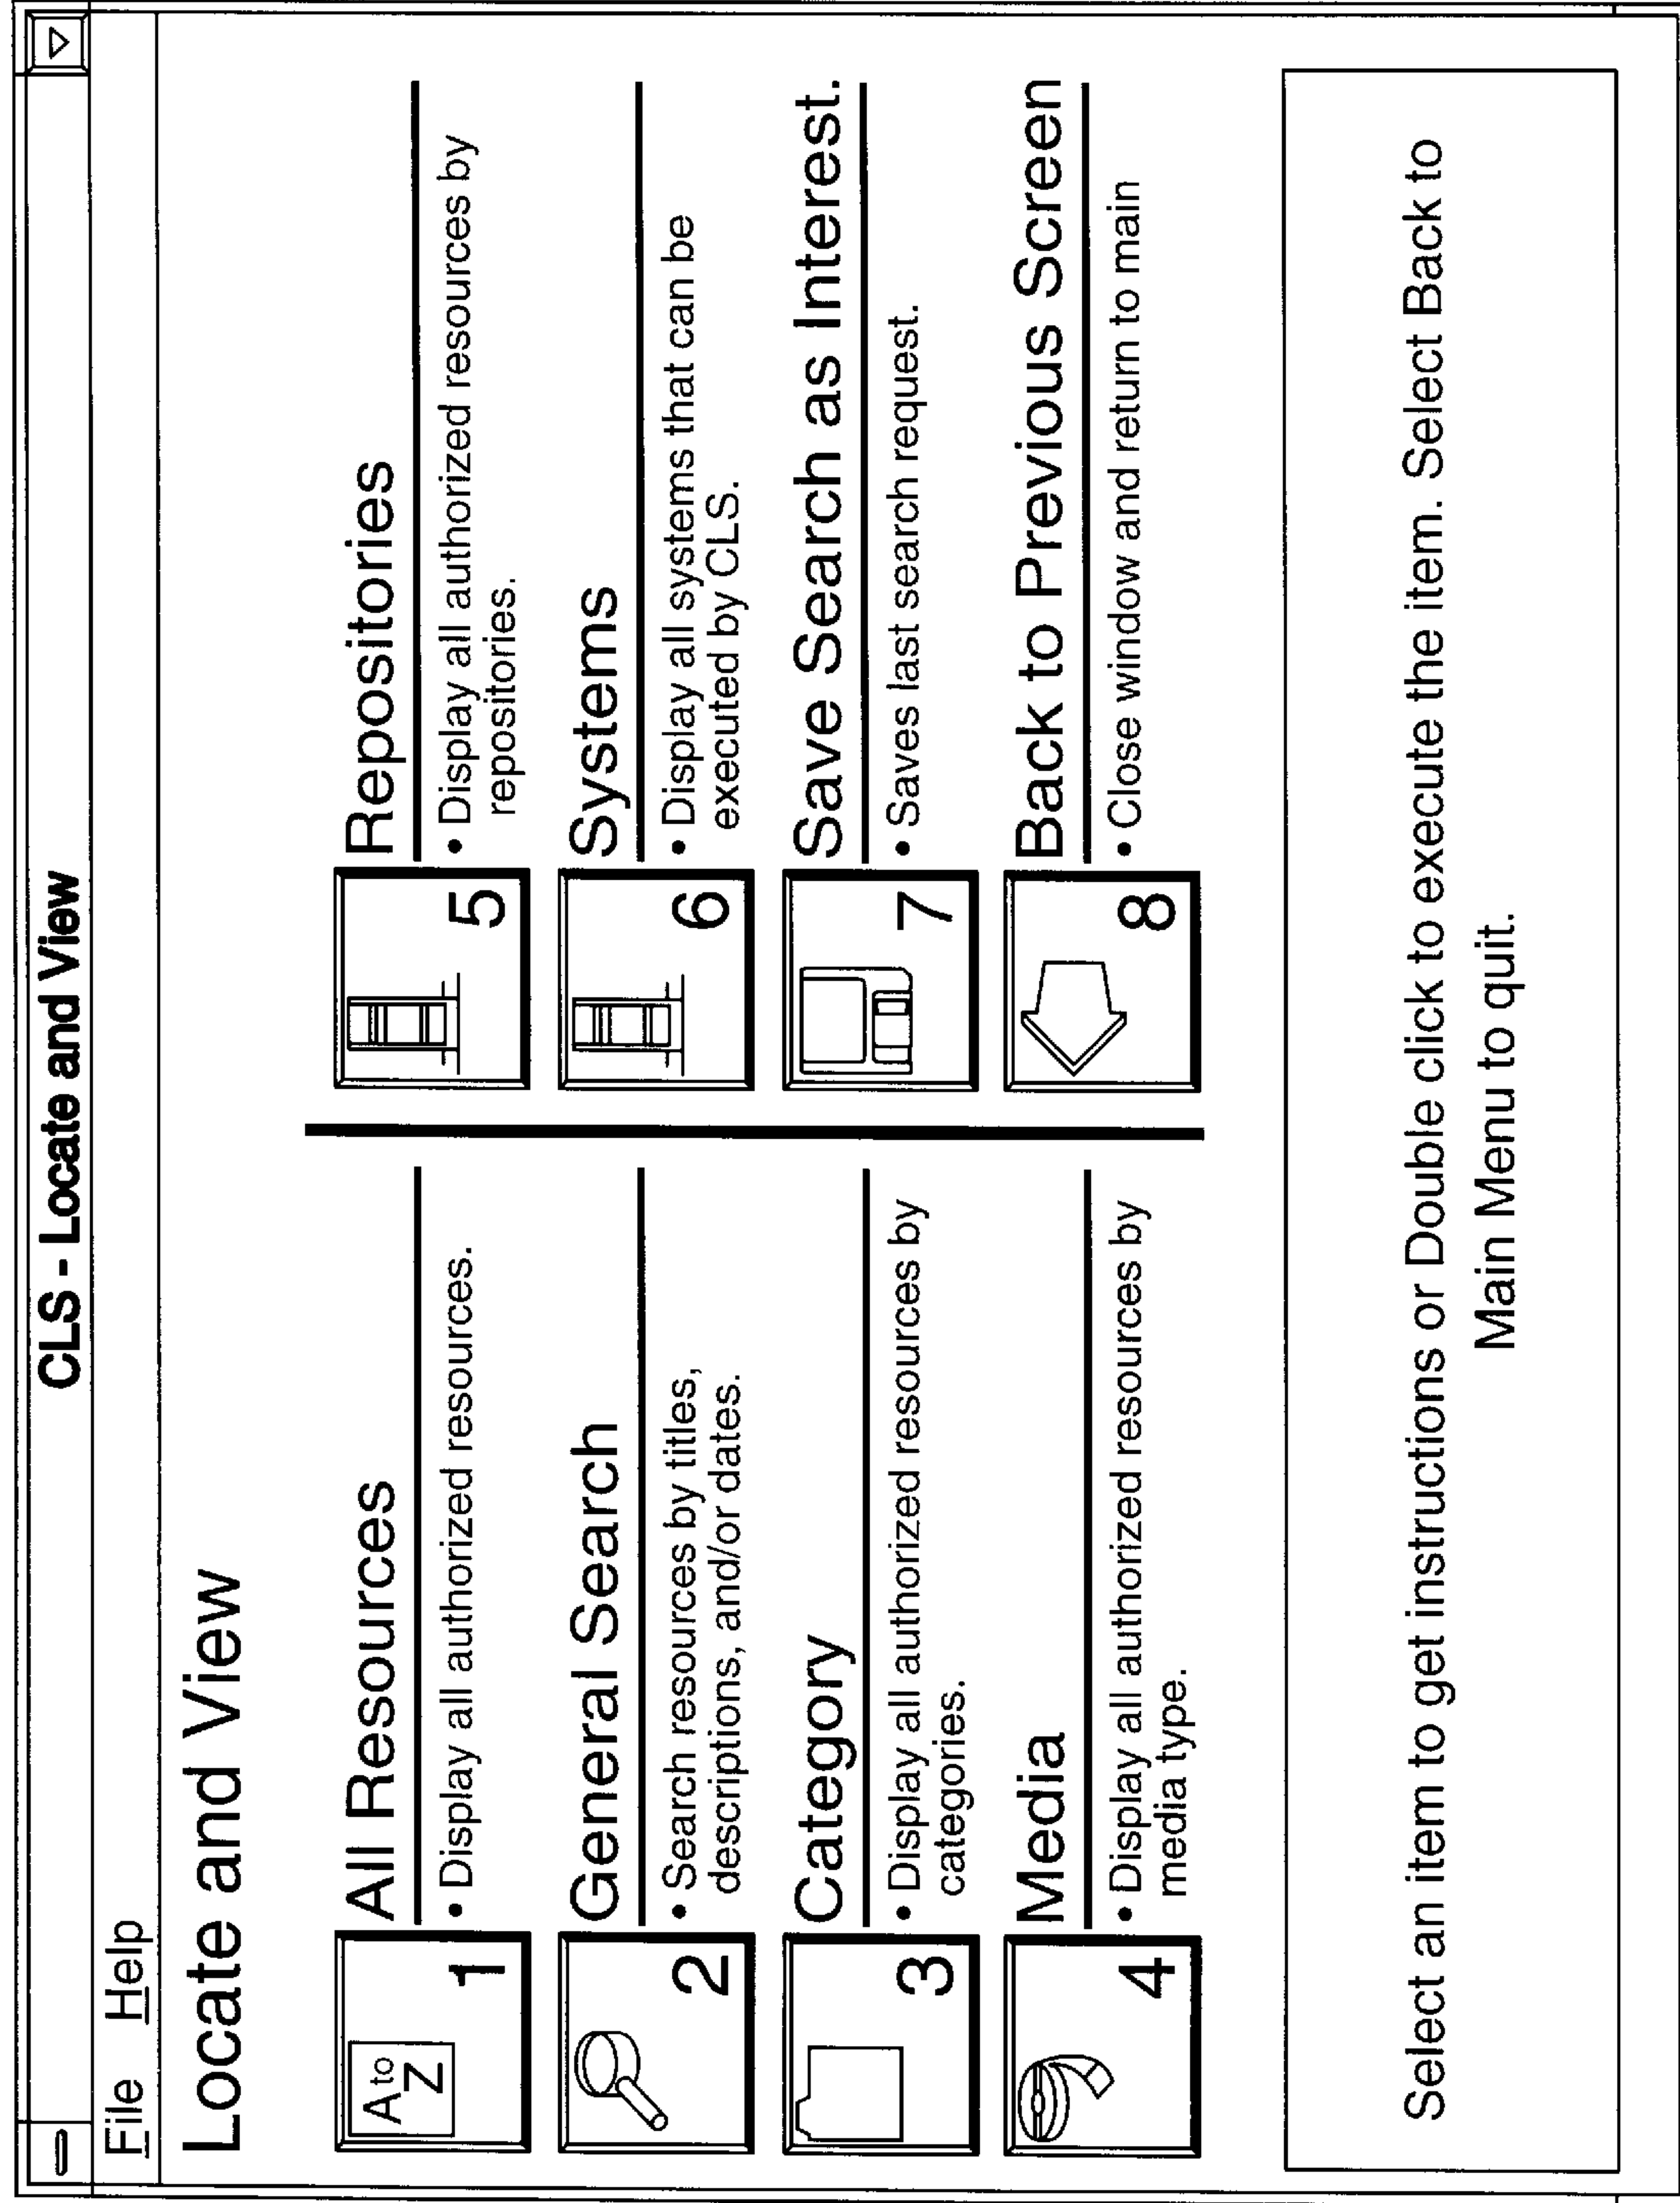 CLS - Locate and View
File Help
Locate and View
A to
Z
1
All Resources
• Display all authorized resources.
2
General Search
• Search resources by titles,
descriptions, and/or dates.
3
Category
• Display all authorized resources by
categories.
4
Media
• Display all authorized resources by
media type.
5
Repositories
• Display all authorized resources by
repositories.
6
Systems
• Display all systems that can be
executed by CLS.
7
Save Search as Interest.
• Saves last search request.
8
Back to Previous Screen
• Close window and return to main
Select an item to get instructions or Double click to execute the item. Select Back to
Main Menu to quit.